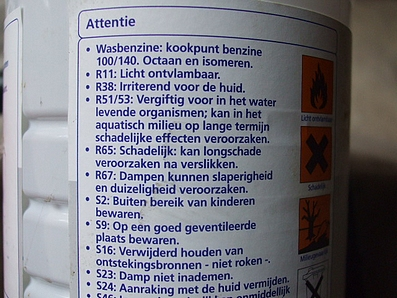 Attentie
• Wasbenzine: kookpunt benzine
100/140. Octaan en isomeren.
• R11: Licht ontvlambaar.
• R38: Irriterend voor de huid.
• R51/53: Vergiftig voor in het water
levende organismen; kan in het
aquatisch milieu op lange termijn
schadelijke effecten veroorzaken.
• R65: Schadelijk: kan longschade
veroorzaken na verslikken.
• R67: Dampen kunnen slaperigheid
en duizeligheid veroorzaken.
• S2: Buiten bereik van kinderen
bewaren.
• S9: Op een goed geventileerde
plaats bewaren.
• S16: Verwijderd houden van
ontstekingsbronnen - niet roken -.
• S23: Damp niet inademen.
• S24: Aanraking met de huid vermijden.
Licht ontvlambaar
Schadelijk